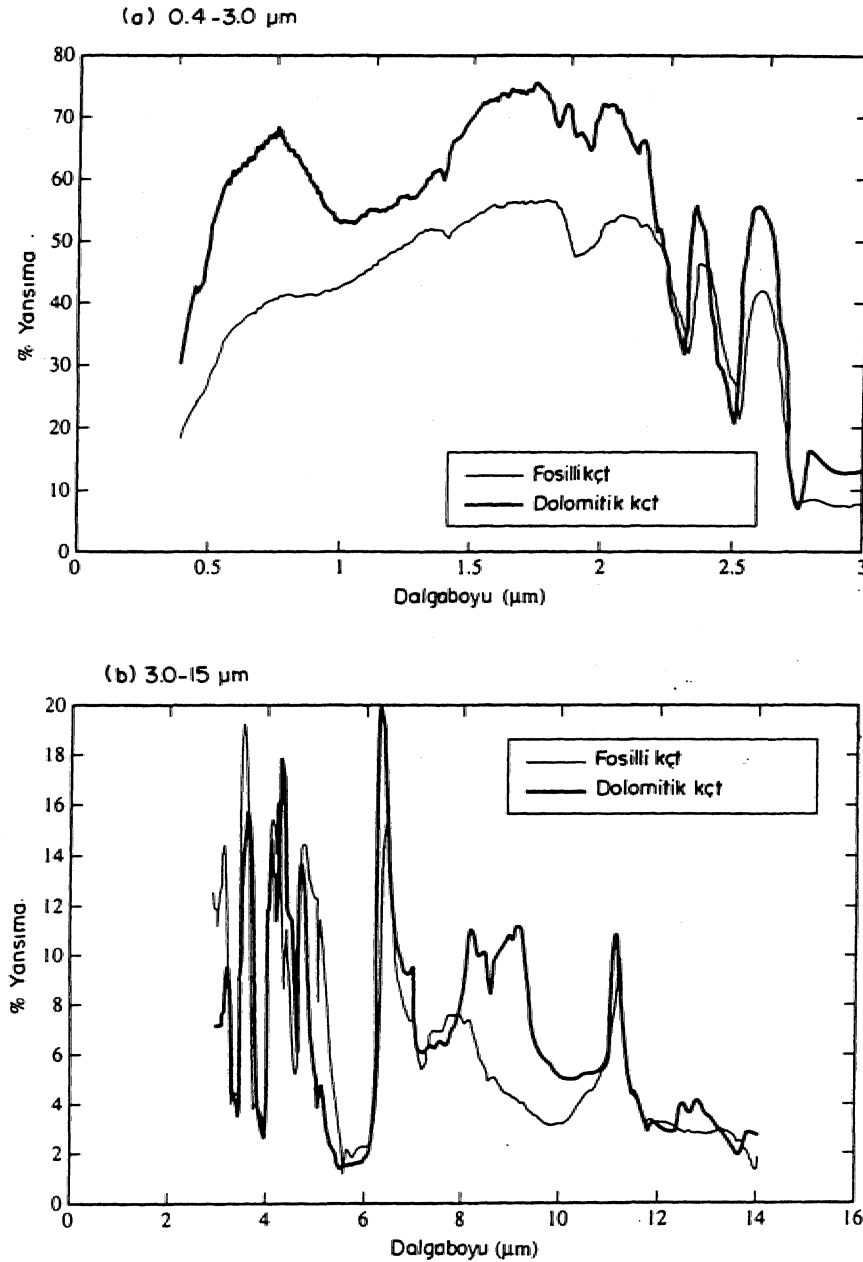 (a) 0.4-3.0 µm
80
70
60
50
40
30
20
10
0
% Yansıma
Fosilli kçt
Dolomitik kçt
0 0.5 1 1.5 2 2.5 3
Dalgaboyu (µm)
(b) 3.0-15 µm
20
18
16
14
12
10
8
6
4
2
0
% Yansıma
Fosilli kçt
Dolomitik kçt
0 2 4 6 8 10 12 14 16
Dalgaboyu (µm)